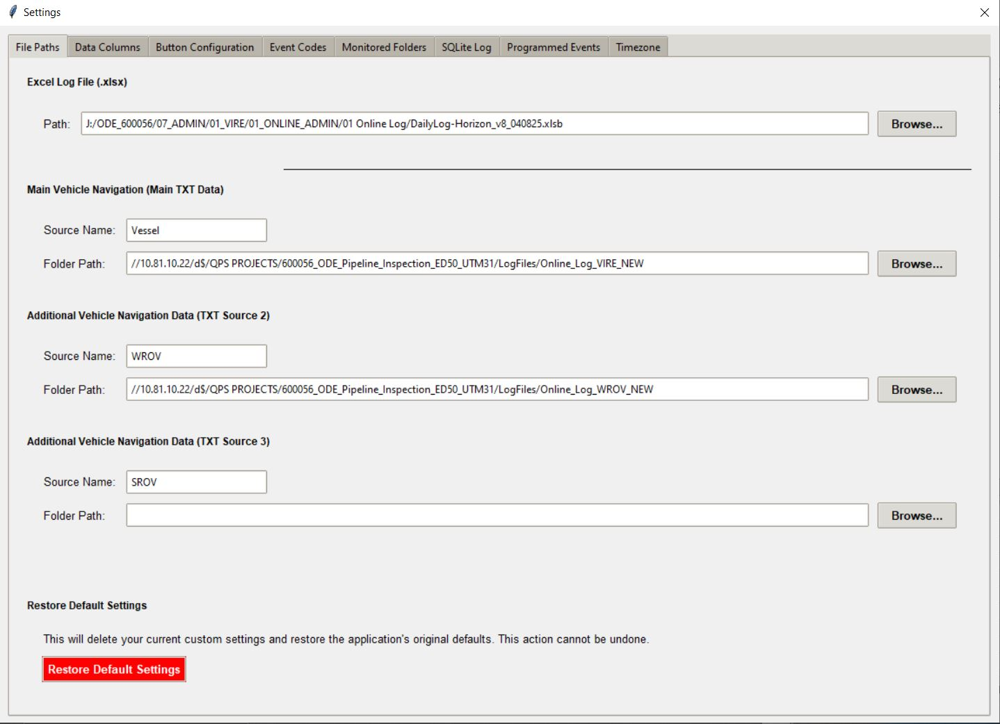 Settings
File Paths Data Columns Button Configuration Event Codes Monitored Folders SQLite Log Programmed Events Timezone
Excel Log File (.xlsx)
Path: J:/ODE_600056/07_ADMIN/01_VIRE/01_ONLINE_ADMIN/01 Online Log/DailyLog-Horizon_v8_040825.xlsb Browse...
Main Vehicle Navigation (Main TXT Data)
Source Name: Vessel
Folder Path: //10.81.10.22/d$/QPS PROJECTS/600056_ODE_Pipeline_Inspection_ED50_UTM31/LogFiles/Online_Log_VIRE_NEW Browse...
Additional Vehicle Navigation Data (TXT Source 2)
Source Name: WROV
Folder Path: //10.81.10.22/d$/QPS PROJECTS/600056_ODE_Pipeline_Inspection_ED50_UTM31/LogFiles/Online_Log_WROV_NEW Browse...
Additional Vehicle Navigation Data (TXT Source 3)
Source Name: SROV
Folder Path: Browse...
Restore Default Settings
This will delete your current custom settings and restore the application's original defaults. This action cannot be undone.
Restore Default Settings